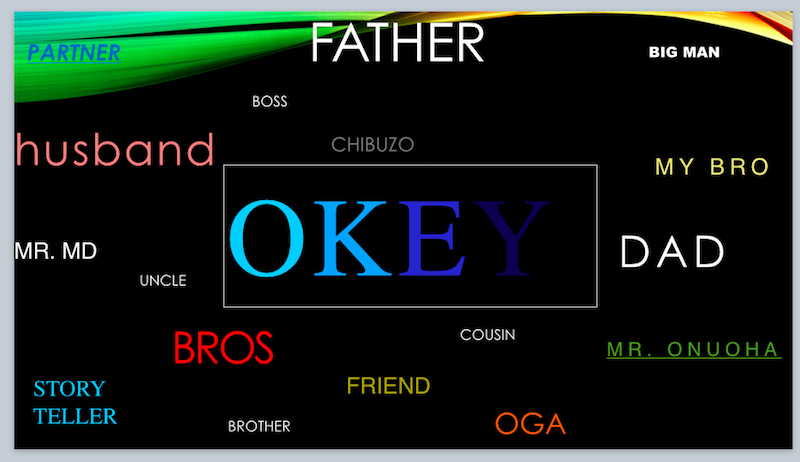 PARTNER
FATHER
BIG MAN
BOSS
husband
CHIBUZO
MY BRO
OKEY
MR. MD
DAD
UNCLE
BROS
COUSIN
MR. ONUOHA
STORY
TELLER
FRIEND
BROTHER
OGA